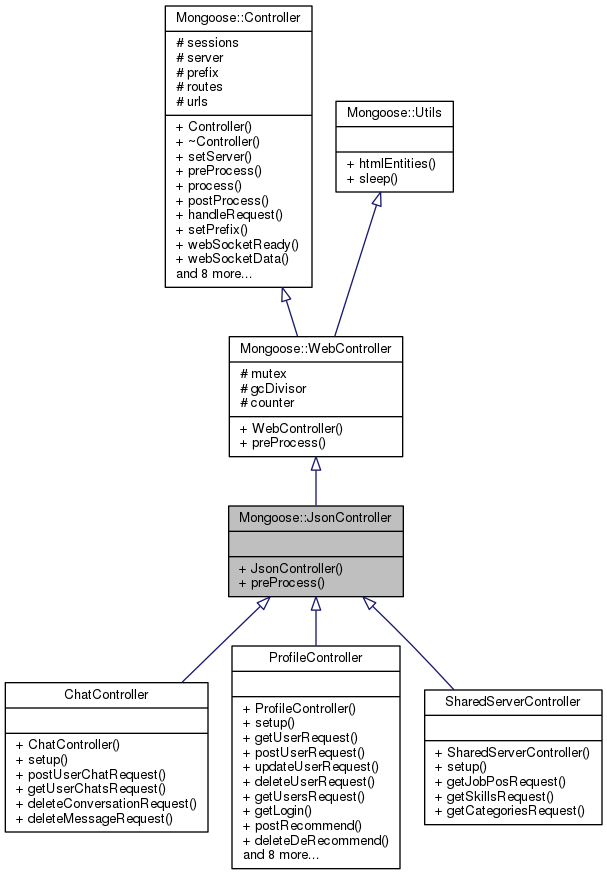 Mongoose::Controller
# sessions
# server
# prefix
# routes
# urls
+ Controller()
+ ~Controller()
+ setServer()
+ preProcess()
+ process()
+ postProcess()
+ handleRequest()
+ setPrefix()
+ webSocketReady()
+ webSocketData()
and 8 more...
Mongoose::Utils
+ htmlEntities()
+ sleep()
Mongoose::WebController
# mutex
# gcDivisor
# counter
+ WebController()
+ preProcess()
Mongoose::JsonController
+ JsonController()
+ preProcess()
ChatController
+ ChatController()
+ setup()
+ postUserChatRequest()
+ getUserChatsRequest()
+ deleteConversationRequest()
+ deleteMessageRequest()
ProfileController
+ ProfileController()
+ setup()
+ getUserRequest()
+ postUserRequest()
+ updateUserRequest()
+ deleteUserRequest()
+ getUsersRequest()
+ getLogin()
+ postRecommend()
+ deleteDeRecommend()
and 8 more...
SharedServerController
+ SharedServerController()
+ setup()
+ getJobPosRequest()
+ getSkillsRequest()
+ getCategoriesRequest()